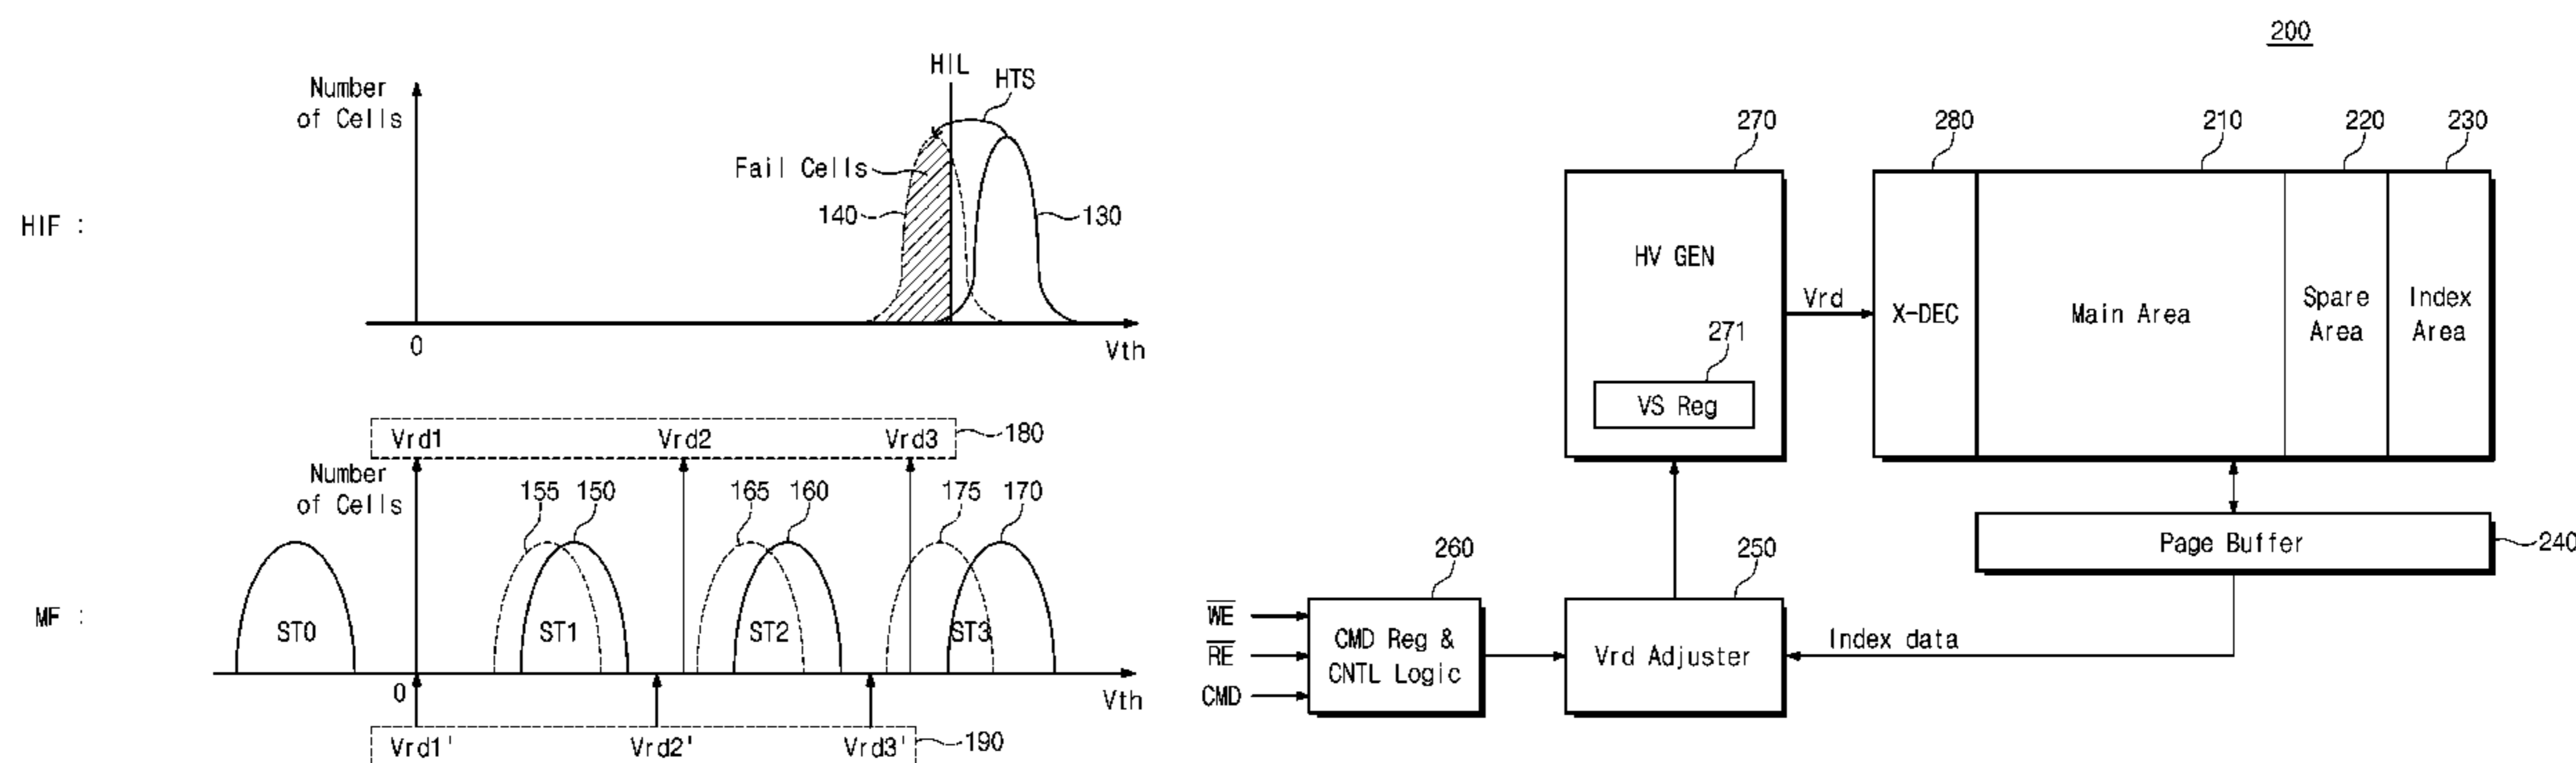 HIF :
Number
of Cells
HIL
HTS
Fail Cells
140
130
0
Vth
MF :
Vrd1 Vrd2 Vrd3
180
Number
of Cells
155 150 165 160 175 170
ST0 ST1 ST2 ST3
0
Vth
Vrd1' Vrd2' Vrd3'
190
200
270 280 210 220 230
HV GEN
271
VS Reg
Vrd
X-DEC
Main Area
Spare
Area
Index
Area
Page Buffer
240
260
250
W̅E̅
R̅E̅
CMD
CMD Reg &
CNTL Logic
Vrd Adjuster
Index data